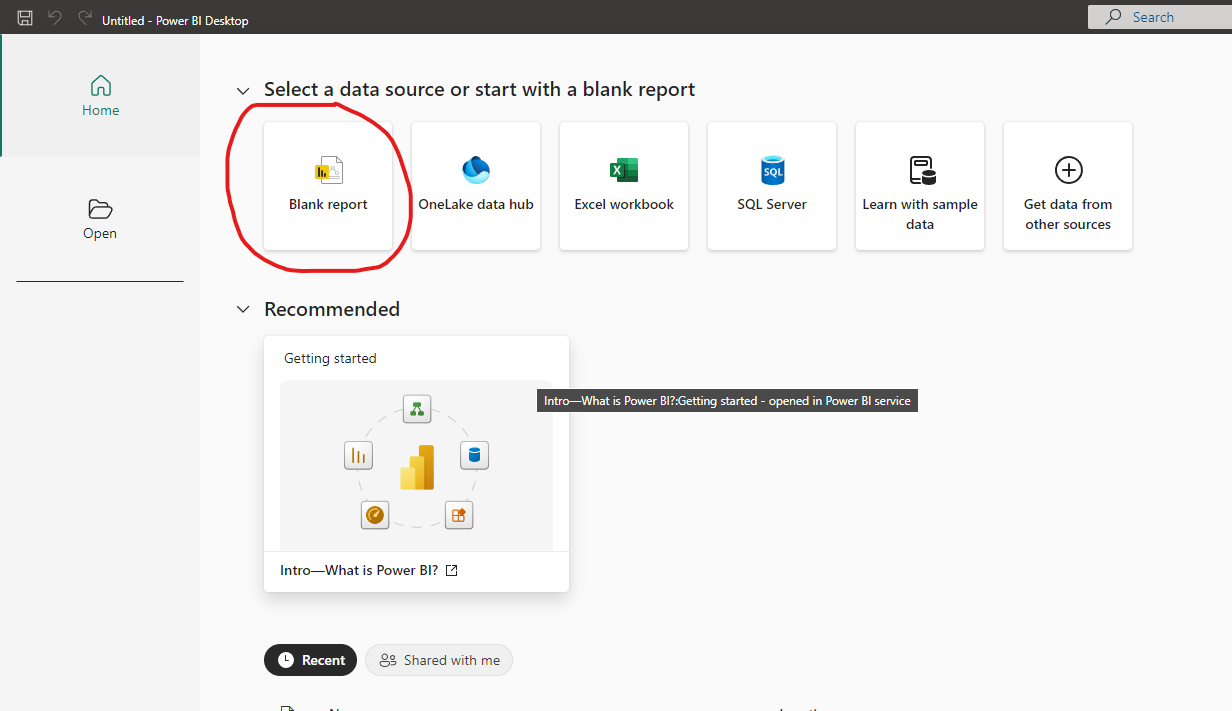 Untitled - Power BI Desktop
Search
Home
Open
Select a data source or start with a blank report
Blank report
OneLake data hub
Excel workbook
SQL
SQL Server
Learn with sample
data
Get data from
other sources
Recommended
Getting started
Intro—What is Power BI?:Getting started - opened in Power BI service
Intro—What is Power BI?
Recent
Shared with me